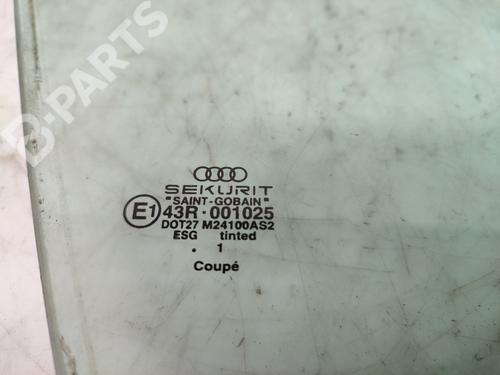 B-PARTS
SEKURIT
"SAINT-GOBAIN"
E1 43R-001025
DOT27 M24100AS2
ESG tinted
. 1
Coupé